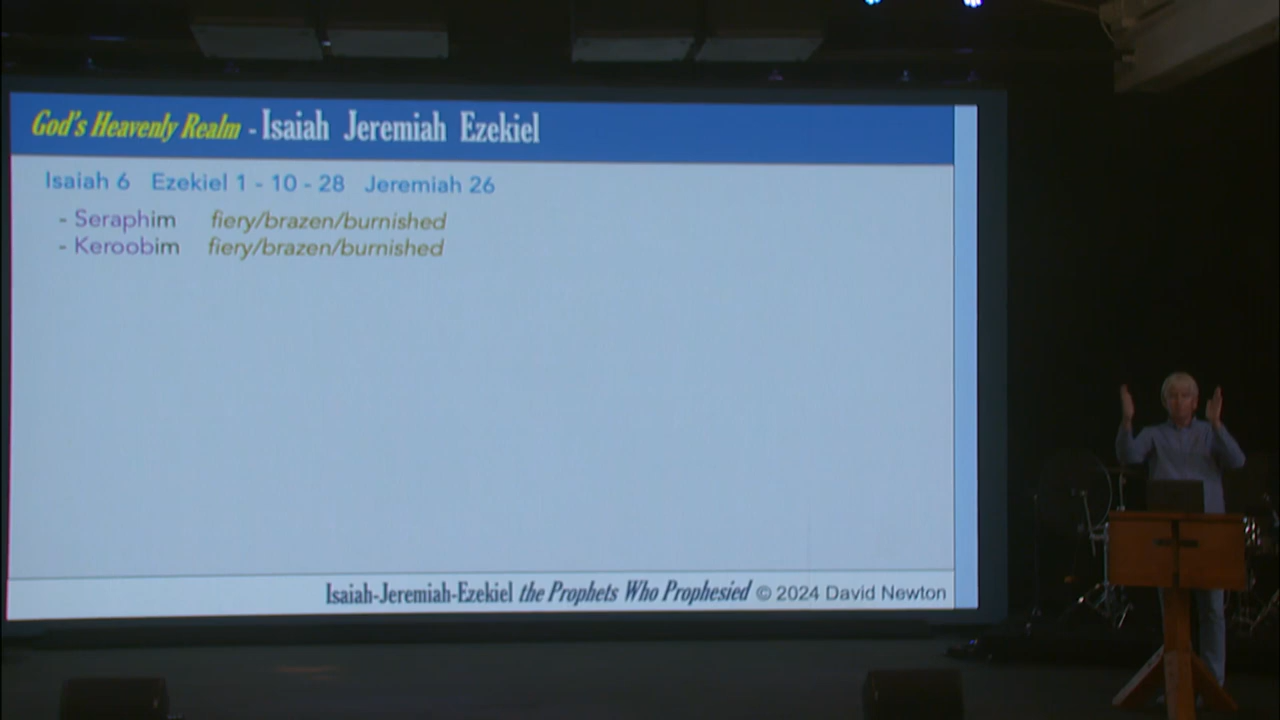 God's Heavenly Realm - Isaiah Jeremiah Ezekiel
Isaiah 6 Ezekiel 1 - 10 - 28 Jeremiah 26
- Seraphim fiery/brazen/burnished
- Keroobim fiery/brazen/burnished
Isaiah-Jeremiah-Ezekiel the Prophets Who Prophesied © 2024 David Newton